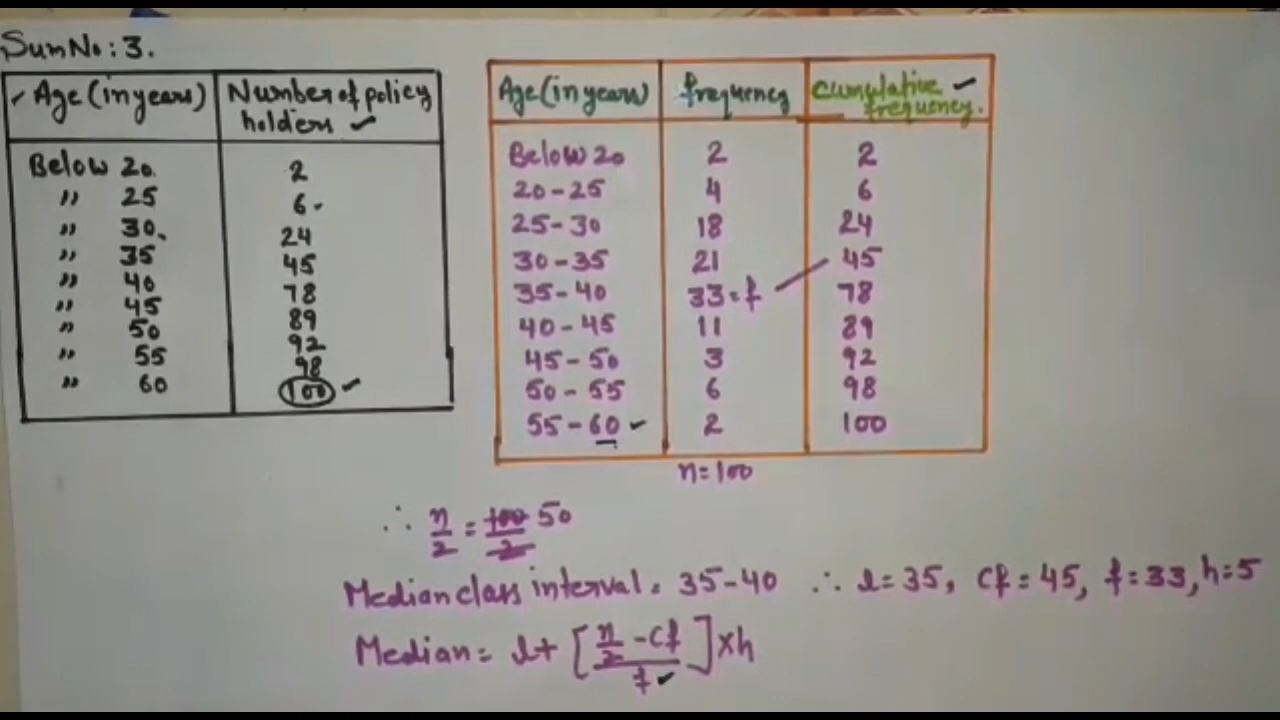 Sum No: 3.
Age (in years) Number of policy holders
Below 20. 2
" 25 6
" 30 24
" 35 45
" 40 78
" 45 89
" 50 92
" 55 98
" 60 100
Age (in years) frequency cumulative frequency.
Below 20 2 2
20-25 4 6
25-30 18 24
30-35 21 45
35-40 33=f 78
40-45 11 89
45-50 3 92
50-55 6 98
55-60 2 100
n=100
∴ n/2 = 100/2 50
Median class interval = 35-40 ∴ l=35, cf=45, f=33, h=5
Median = l+ [n/2 - cf / f] ×h